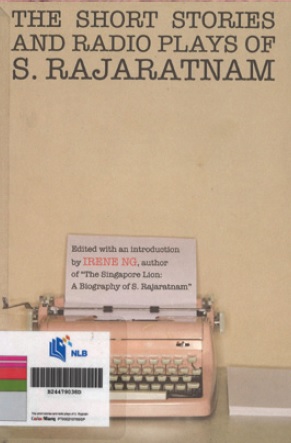 THE SHORT STORIES
AND RADIO PLAYS OF
S. RAJARATNAM
Edited with an introduction
by IRENE NG, author
of "The Singapore Lion:
A Biography of S. Rajaratnam"
NLB